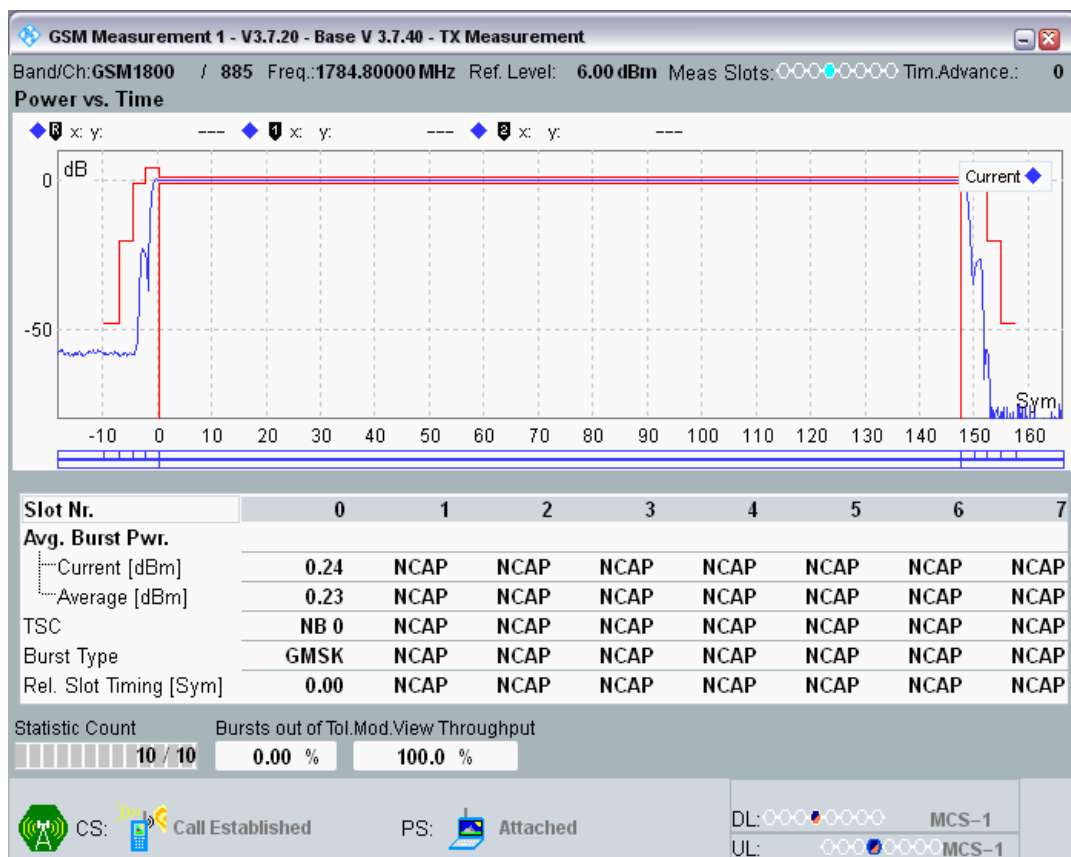 GSM Measurement 1 - V3.7.20 - Base V 3.7.40 - TX Measurement
Band/Ch:GSM1800 / 885 Freq.:1784.80000 MHz Ref. Level: 6.00 dBm Meas Slots: Tim.Advance.: 0
Power vs. Time
R x: y: --- 1 x: y: --- 2 x: y: ---
dB
Current
0
-50
Sym
-10 0 10 20 30 40 50 60 70 80 90 100 110 120 130 140 150 160
Slot Nr. 0 1 2 3 4 5 6 7
Avg. Burst Pwr.
Current [dBm] 0.24 NCAP NCAP NCAP NCAP NCAP NCAP NCAP
Average [dBm] 0.23 NCAP NCAP NCAP NCAP NCAP NCAP NCAP
TSC NB 0 NCAP NCAP NCAP NCAP NCAP NCAP NCAP
Burst Type GMSK NCAP NCAP NCAP NCAP NCAP NCAP NCAP
Rel. Slot Timing [Sym] 0.00 NCAP NCAP NCAP NCAP NCAP NCAP NCAP
Statistic Count Bursts out of Tol.Mod.View Throughput
10 / 10 0.00 % 100.0 %
CS: Call Established PS: Attached DL: MCS-1
UL: MCS-1